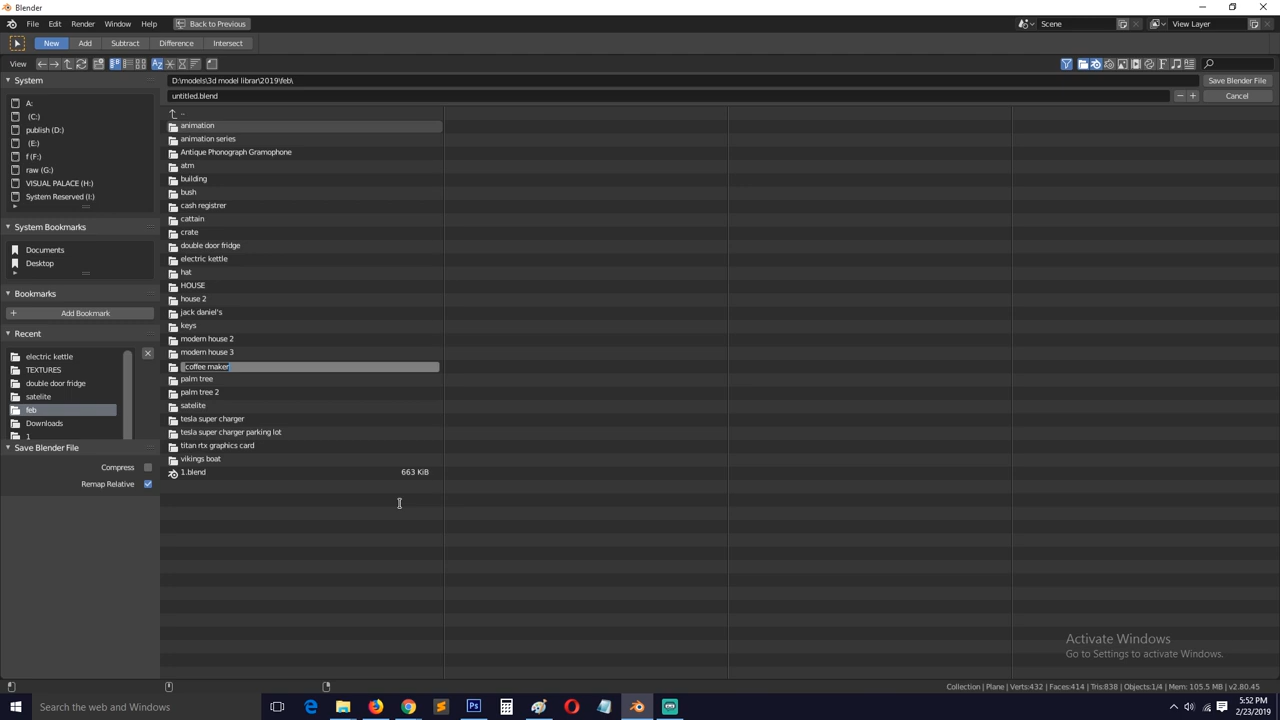 Blender
File Edit Render Window Help Back to Previous Scene View Layer
New Add Subtract Difference Intersect
View
System
A:
(C:)
publish (D:)
(E:)
f (F:)
raw (G:)
VISUAL PALACE (H:)
System Reserved (I:)
System Bookmarks
Documents
Desktop
Bookmarks
Add Bookmark
Recent
electric kettle
TEXTURES
double door fridge
satelite
feb
Downloads
1
Save Blender File
Compress
Remap Relative
D:\models\3d model librar\2019\feb\
Save Blender File
untitled.blend
Cancel
..
animation
animation series
Antique Phonograph Gramophone
atm
building
bush
cash registrer
cattain
crate
double door fridge
electric kettle
hat
HOUSE
house 2
jack daniel's
keys
modern house 2
modern house 3
coffee maker
palm tree
palm tree 2
satelite
tesla super charger
tesla super charger parking lot
titan rtx graphics card
vikings boat
1.blend 663 KiB
Activate Windows
Go to Settings to activate Windows.
Collection | Plane | Verts:432 | Faces:414 | Tris:838 | Objects:1/4 | Mem: 105.5 MB | v2.80.45
Search the web and Windows
5:52 PM
2/23/2019